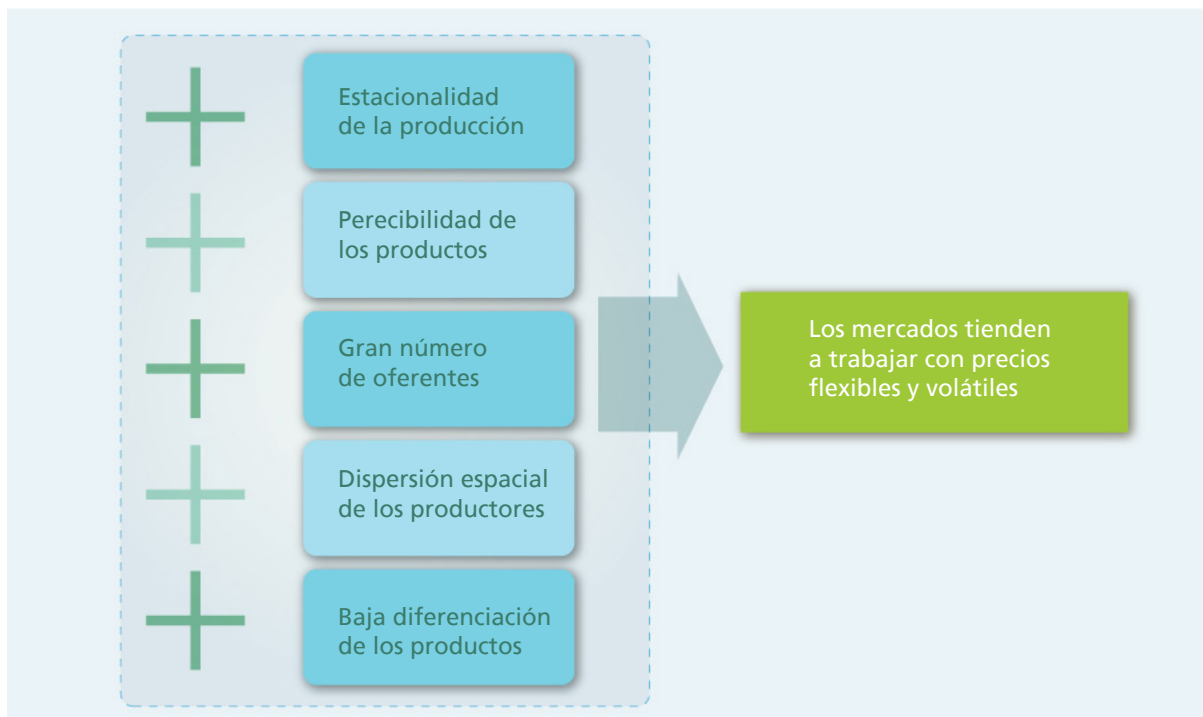 Estacionalidad
de la producción
Perecibilidad de
los productos
Gran número
de oferentes
Dispersión espacial
de los productores
Baja diferenciación
de los productos
Los mercados tienden
a trabajar con precios
flexibles y volátiles